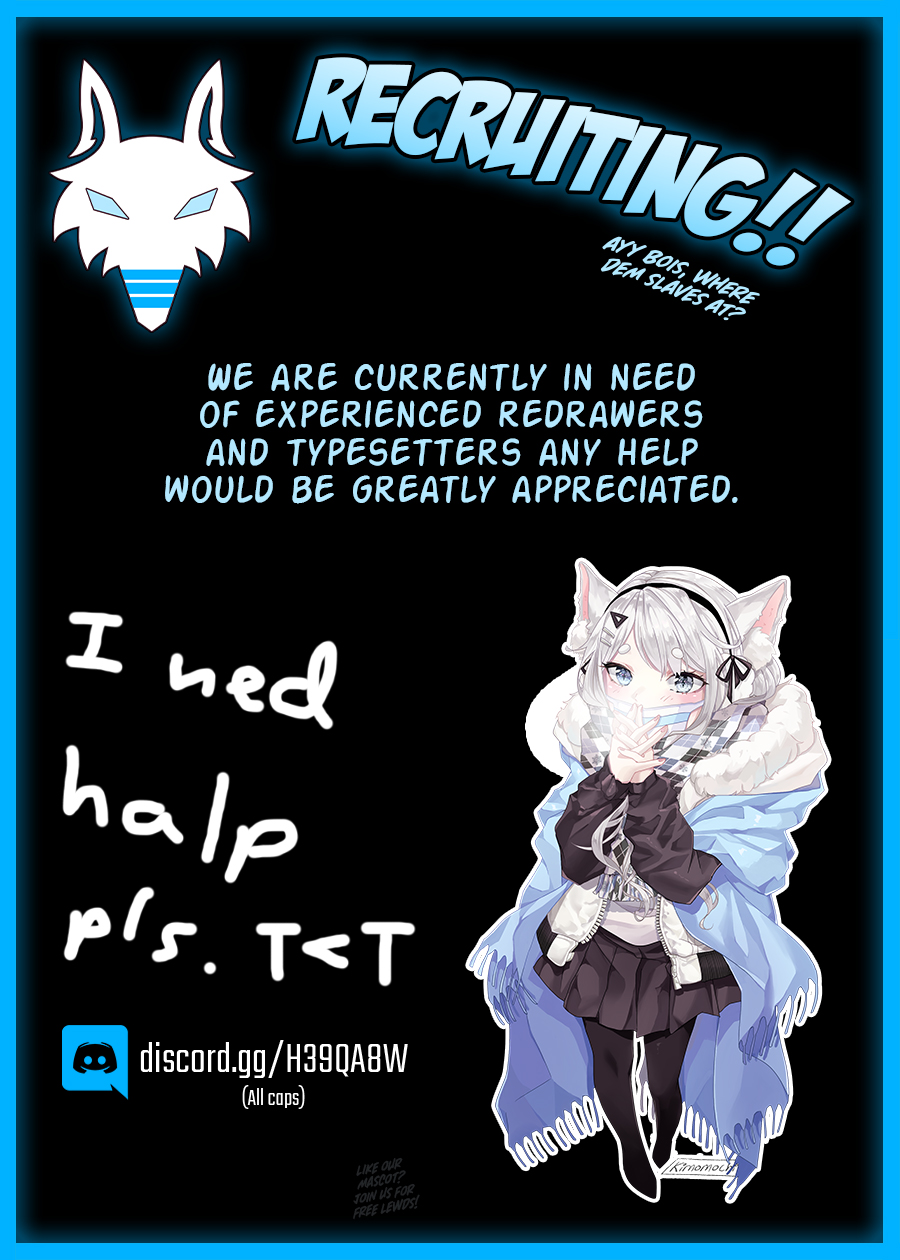 RECRUITING!!
AYY BOIS, WHERE
DEM SLAVES AT?
WE ARE CURRENTLY IN NEED
OF EXPERIENCED REDRAWERS
AND TYPESETTERS ANY HELP
WOULD BE GREATLY APPRECIATED.
I ned
halp
pls. T<T
discord.gg/H39QA8W
(All caps)
Kimomochi
LIKE OUR
MASCOT?
JOIN US FOR
FREE LEWDS!